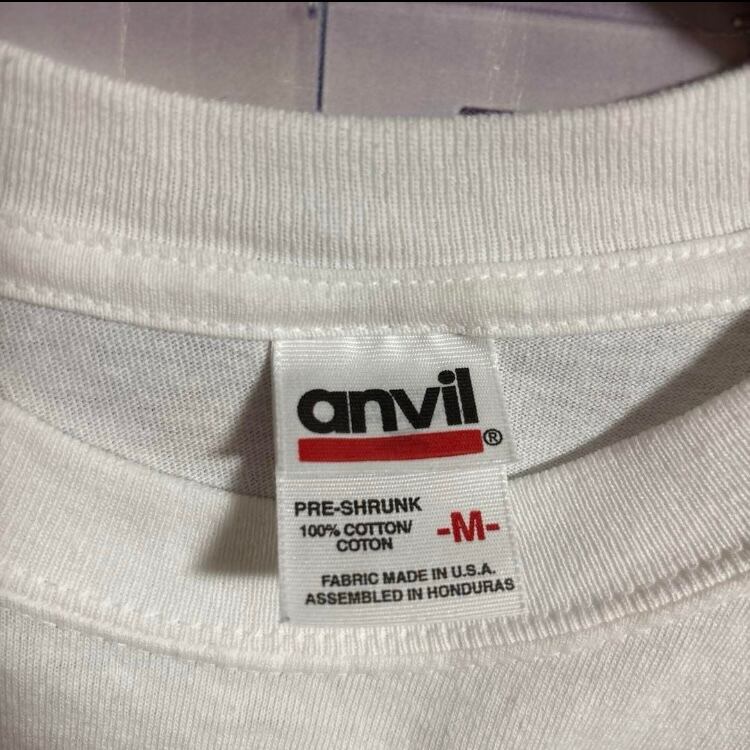 anvil®
PRE-SHRUNK
100% COTTON/
COTON
-M-
FABRIC MADE IN U.S.A.
ASSEMBLED IN HONDURAS